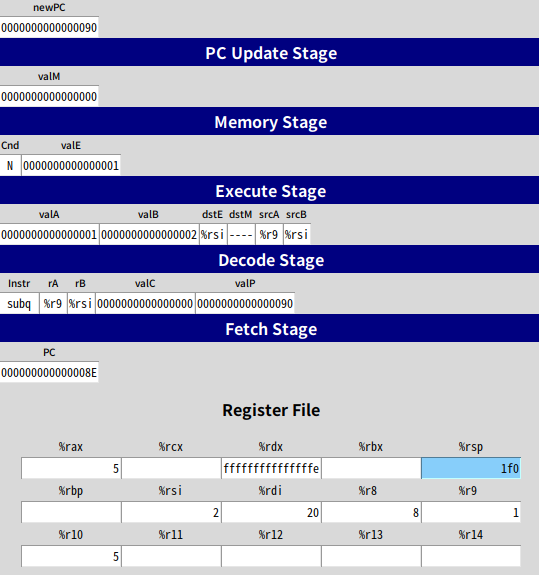 newPC
0000000000000090
PC Update Stage
valM
0000000000000000
Memory Stage
Cnd valE
N 0000000000000001
Execute Stage
valA valB dstE dstM srcA srcB
0000000000000001 0000000000000002 %rsi ---- %r9 %rsi
Decode Stage
Instr rA rB valC valP
subq %r9 %rsi 0000000000000000 0000000000000090
Fetch Stage
PC
000000000000008E
Register File
%rax %rcx %rdx %rbx %rsp
5 fffffffffffffffe 1f0
%rbp %rsi %rdi %r8 %r9
2 20 8 1
%r10 %r11 %r12 %r13 %r14
5